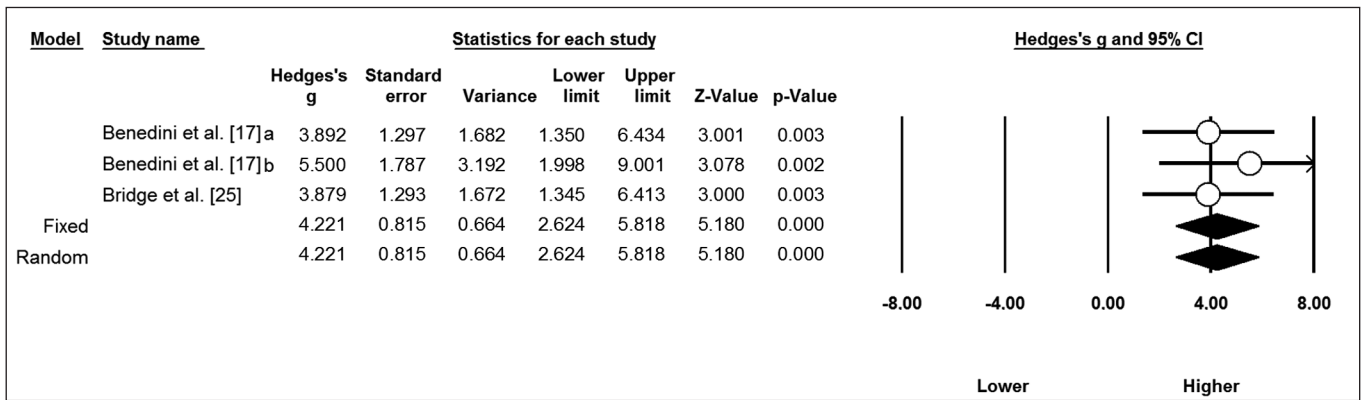 Model Study name Statistics for each study Hedges's g and 95% CI
Hedges's Standard Lower Upper
g error Variance limit limit Z-Value p-Value
Benedini et al. [17] a 3.892 1.297 1.682 1.350 6.434 3.001 0.003
Benedini et al. [17] b 5.500 1.787 3.192 1.998 9.001 3.078 0.002
Bridge et al. [25] 3.879 1.293 1.672 1.345 6.413 3.000 0.003
Fixed 4.221 0.815 0.664 2.624 5.818 5.180 0.000
Random 4.221 0.815 0.664 2.624 5.818 5.180 0.000
-8.00 -4.00 0.00 4.00 8.00
Lower Higher